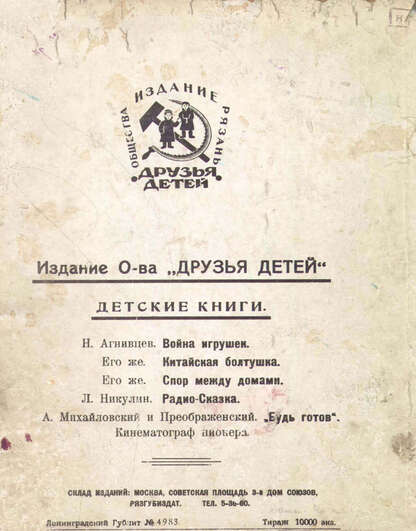 ИЗДАНИЕ
ОБЩЕСТВА
РЯЗАНЬ
ДРУЗЬЯ
ДЕТЕЙ
Издание О-ва „ДРУЗЬЯ ДЕТЕЙ“
ДЕТСКИЕ КНИГИ.
Н. Агнивцев. Война игрушек.
Его же. Китайская болтушка.
Его же. Спор между домами.
Л. Никулин. Радио-Сказка.
А. Михайловский и Преображенский. „Будь готов“.
Кинематограф пионера.
СКЛАД ИЗДАНИЙ: МОСКВА, СОВЕТСКАЯ ПЛОЩАДЬ 3-й ДОМ СОЮЗОВ,
РЯЗГУБИЗДАТ. ТЕЛ. 5-36-60.
Ленинградский Гублит № 4983. Тираж 10000 экз.